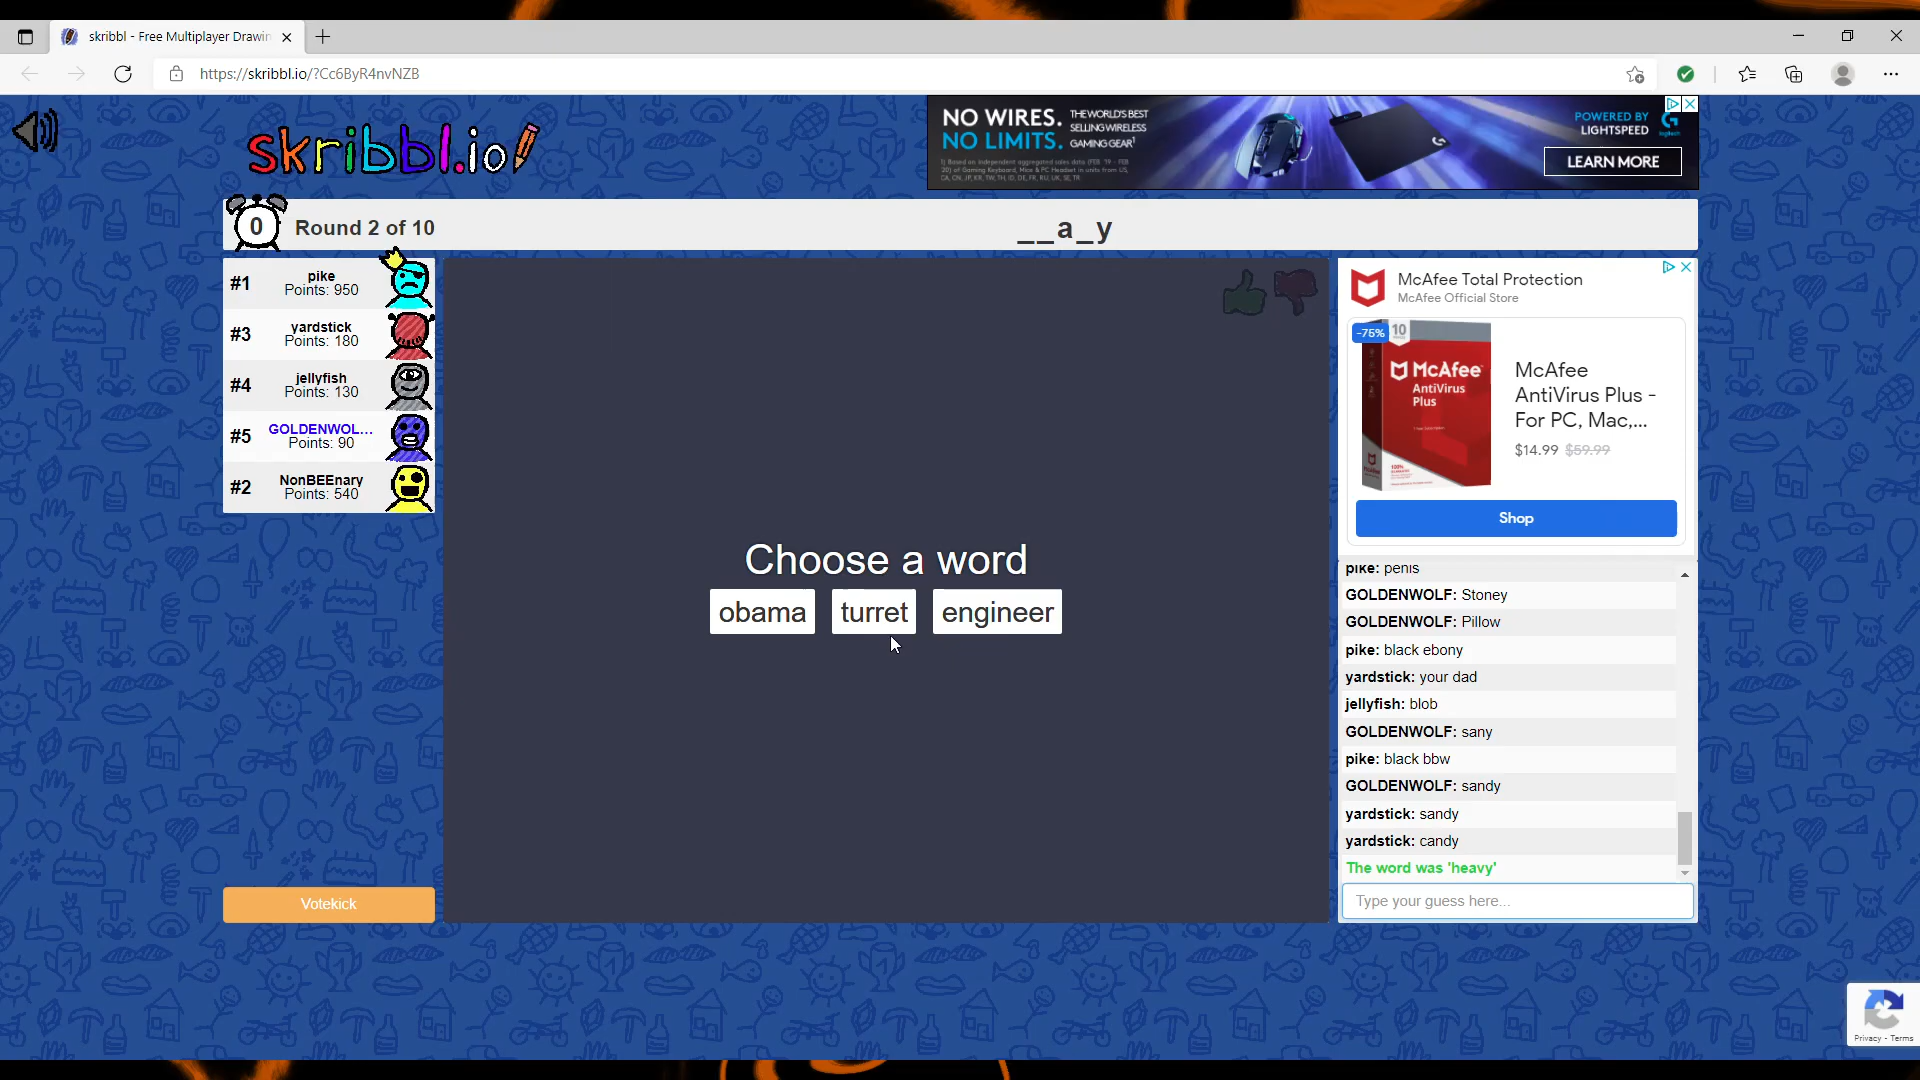 skribbl - Free Multiplayer Drawin
https://skribbl.io/?Cc6ByR4nvNZB
skribbl.io
NO WIRES.
NO LIMITS.
THE WORLD'S BEST
SELLING WIRELESS
GAMING GEAR¹
POWERED BY
LIGHTSPEED
logitech
LEARN MORE
0
Round 2 of 10
__a_y
#1
pike
Points: 950
#3
yardstick
Points: 180
#4
jellyfish
Points: 130
#5
GOLDENWOL...
Points: 90
#2
NonBEEnary
Points: 540
Votekick
Choose a word
obama
turret
engineer
McAfee Total Protection
McAfee Official Store
-75%
10
McAfee
AntiVirus
Plus
McAfee
AntiVirus Plus -
For PC, Mac,...
$14.99 $59.99
Shop
pike: penis
GOLDENWOLF: Stoney
GOLDENWOLF: Pillow
pike: black ebony
yardstick: your dad
jellyfish: blob
GOLDENWOLF: sany
pike: black bbw
GOLDENWOLF: sandy
yardstick: sandy
yardstick: candy
The word was 'heavy'
Type your guess here...
Privacy - Terms